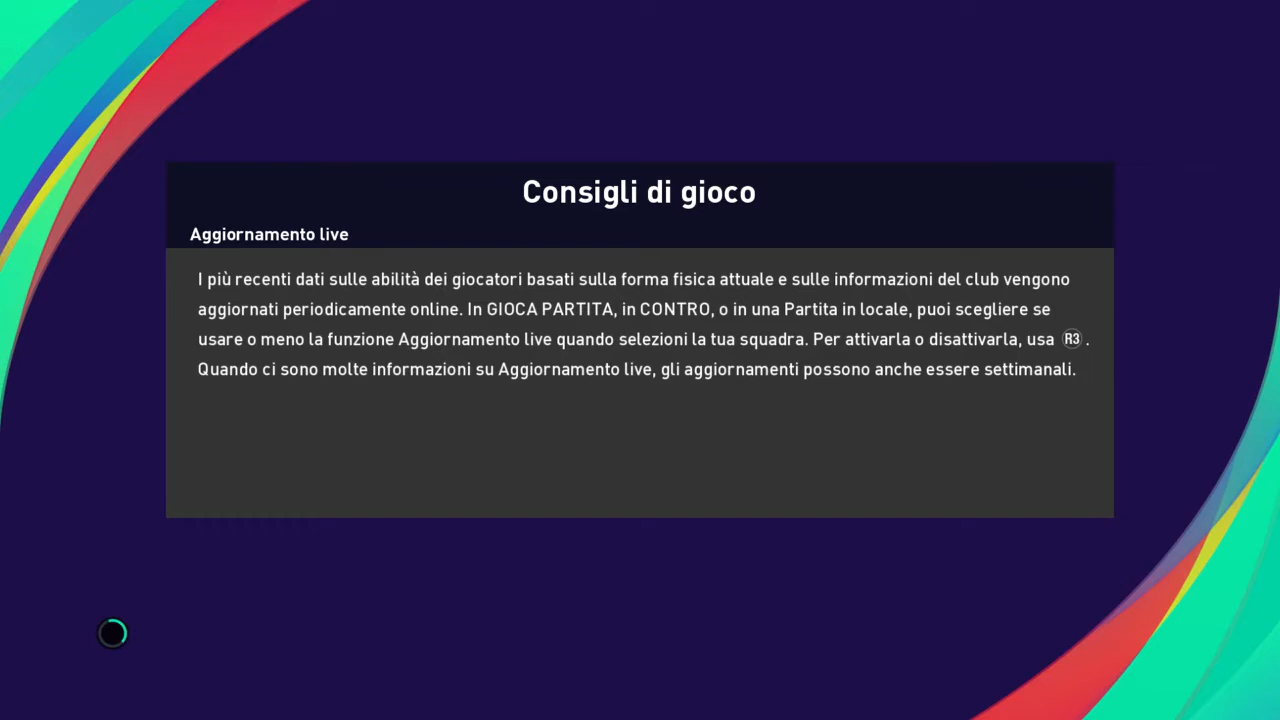 Consigli di gioco
Aggiornamento live
I più recenti dati sulle abilità dei giocatori basati sulla forma fisica attuale e sulle informazioni del club vengono
aggiornati periodicamente online. In GIOCA PARTITA, in CONTRO, o in una Partita in locale, puoi scegliere se
usare o meno la funzione Aggiornamento live quando selezioni la tua squadra. Per attivarla o disattivarla, usa R3 .
Quando ci sono molte informazioni su Aggiornamento live, gli aggiornamenti possono anche essere settimanali.